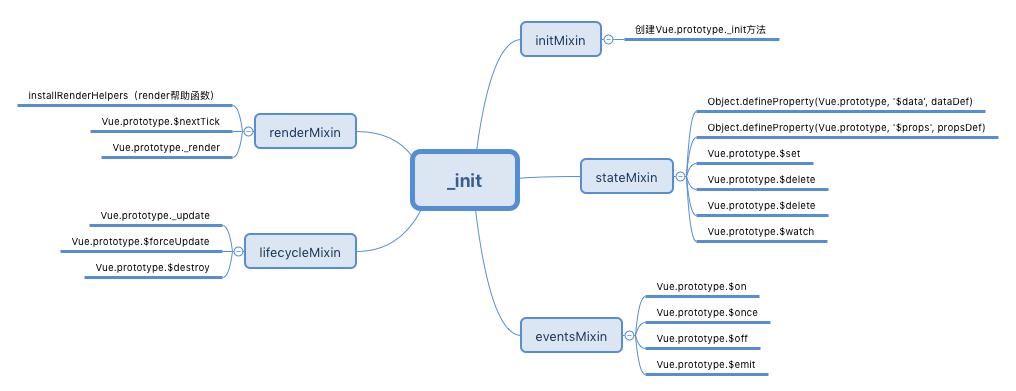 _init
initMixin
创建Vue.prototype._init方法
stateMixin
Object.defineProperty(Vue.prototype, '$data', dataDef)
Object.defineProperty(Vue.prototype, '$props', propsDef)
Vue.prototype.$set
Vue.prototype.$delete
Vue.prototype.$delete
Vue.prototype.$watch
eventsMixin
Vue.prototype.$on
Vue.prototype.$once
Vue.prototype.$off
Vue.prototype.$emit
renderMixin
installRenderHelpers（render帮助函数）
Vue.prototype.$nextTick
Vue.prototype._render
lifecycleMixin
Vue.prototype._update
Vue.prototype.$forceUpdate
Vue.prototype.$destroy